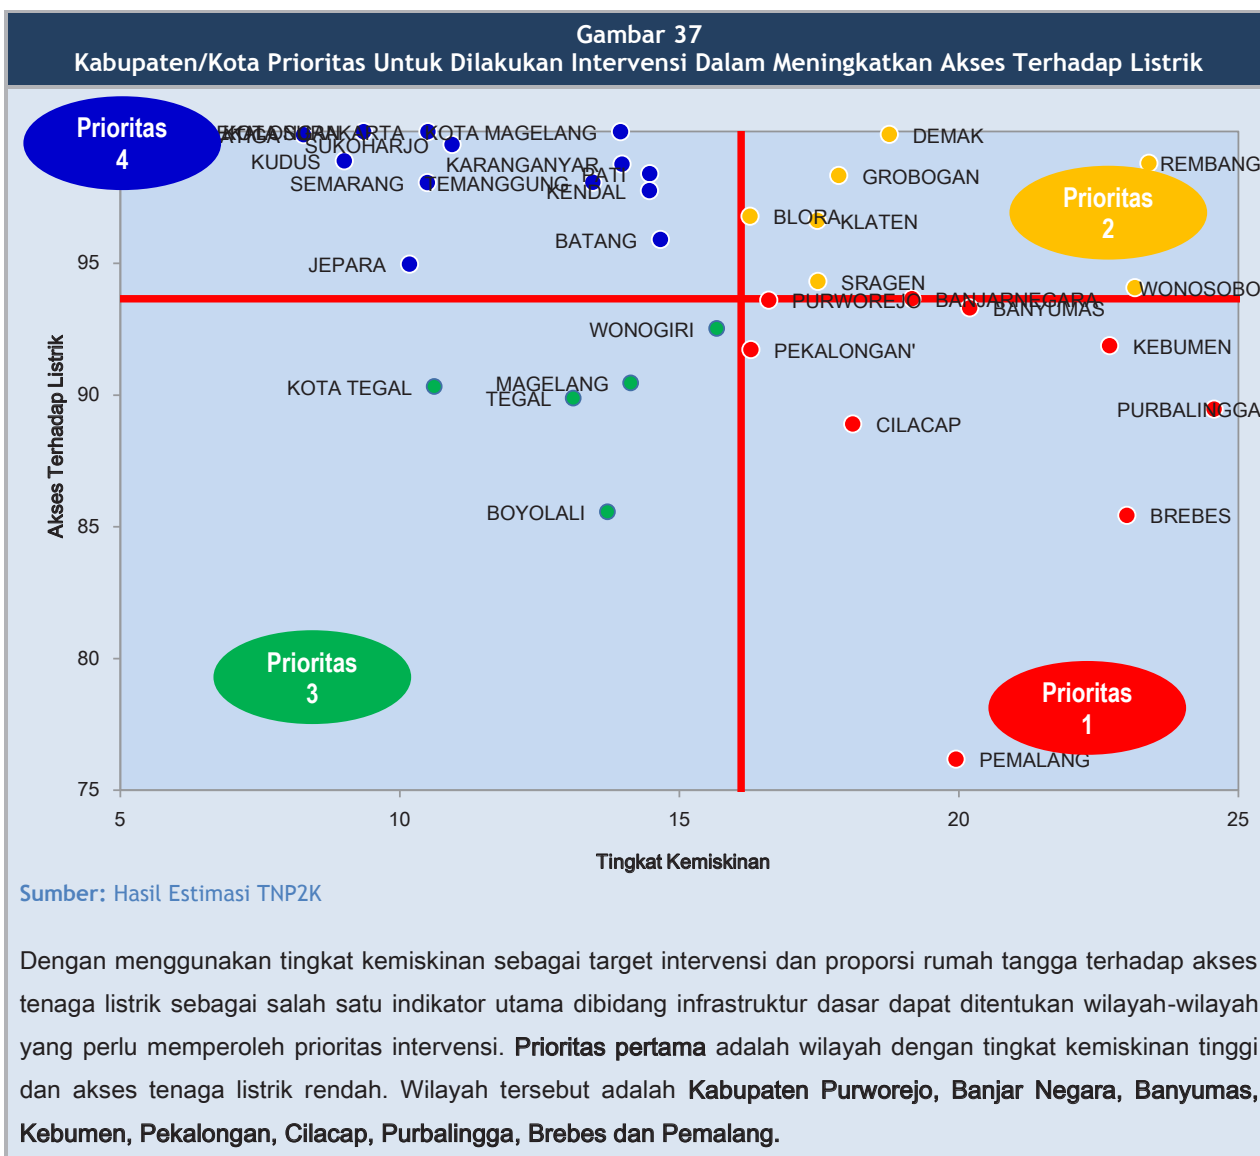 Gambar 37
Kabupaten/Kota Prioritas Untuk Dilakukan Intervensi Dalam Meningkatkan Akses Terhadap Listrik
Prioritas
4
KOTA MAGELANG
SUKOHARJO
KUDUS
KARANGANYAR
SEMARANG
TEMANGGUNG
PATI
KENDAL
BATANG
JEPARA
DEMAK
REMBANG
GROBOGAN
Prioritas
2
BLORA
KLATEN
SRAGEN
WONOSOBO
95
PURWOREJO
BANJARNEGARA
BANYUMAS
WONOGIRI
PEKALONGAN'
KEBUMEN
KOTA TEGAL
MAGELANG
TEGAL
90
CILACAP
PURBALINGGA
BOYOLALI
85
BREBES
Akses Terhadap Listrik
80
Prioritas
3
Prioritas
1
PEMALANG
75
5 10 15 20 25
Tingkat Kemiskinan
Sumber: Hasil Estimasi TNP2K
Dengan menggunakan tingkat kemiskinan sebagai target intervensi dan proporsi rumah tangga terhadap akses
tenaga listrik sebagai salah satu indikator utama dibidang infrastruktur dasar dapat ditentukan wilayah-wilayah
yang perlu memperoleh prioritas intervensi. Prioritas pertama adalah wilayah dengan tingkat kemiskinan tinggi
dan akses tenaga listrik rendah. Wilayah tersebut adalah Kabupaten Purworejo, Banjar Negara, Banyumas,
Kebumen, Pekalongan, Cilacap, Purbalingga, Brebes dan Pemalang.